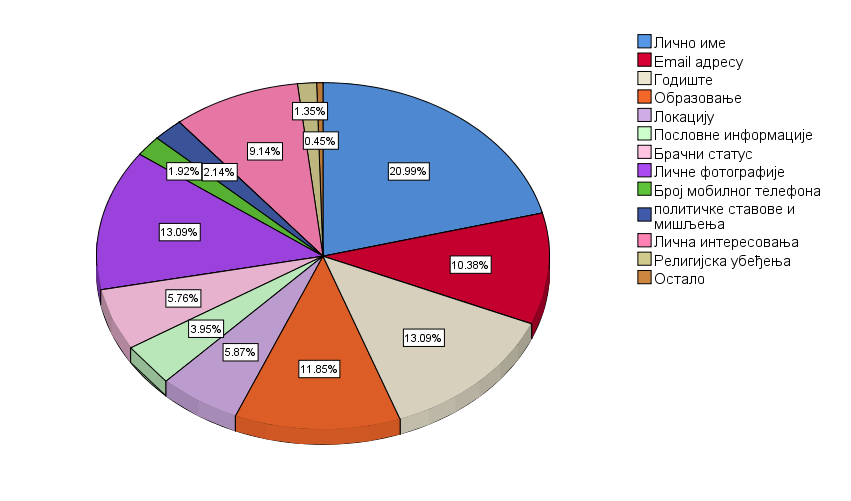 1.35%
0.45%
9.14%
20.99%
1.92%
2.14%
13.09%
10.38%
5.76%
3.95%
13.09%
5.87%
11.85%
Лично име
Email адресу
Годиште
Образовање
Локацију
Пословне информације
Брачни статус
Личне фотографије
Број мобилног телефона
политичке ставове и
мишљења
Лична интересовања
Религијска убеђења
Остало